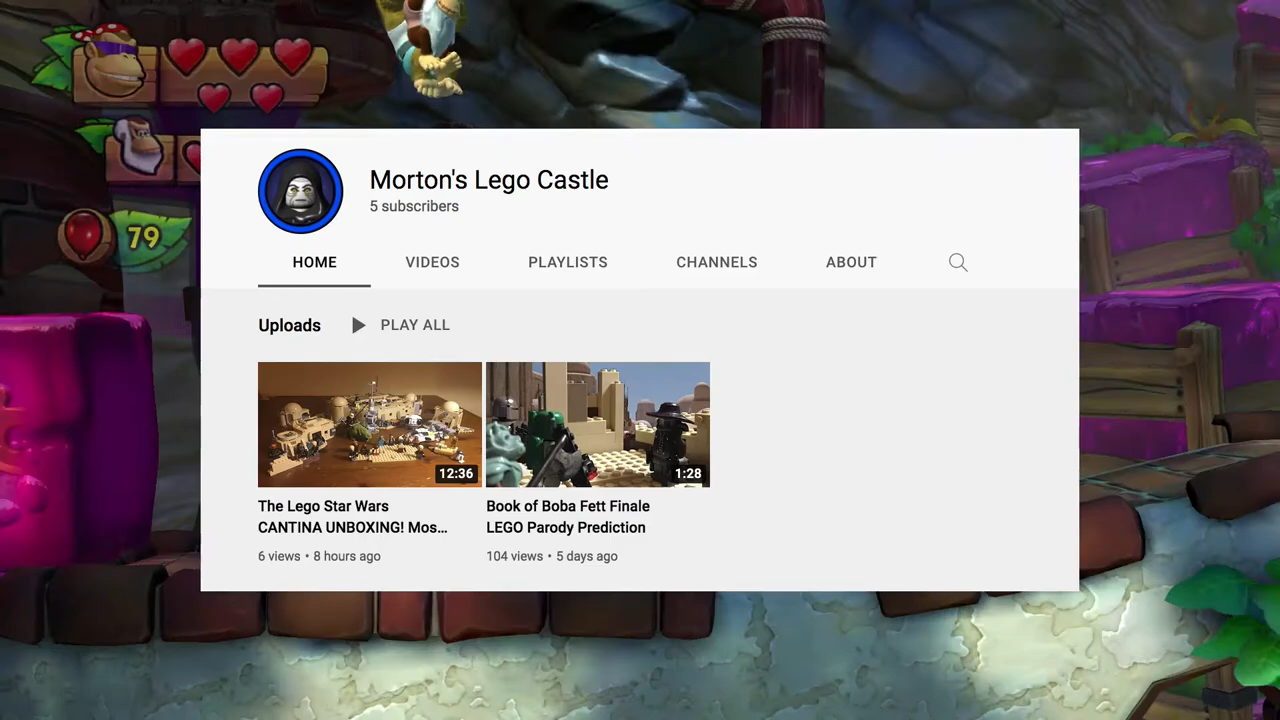 79
Morton's Lego Castle
5 subscribers
HOME VIDEOS PLAYLISTS CHANNELS ABOUT
Uploads PLAY ALL
12:36 1:28
The Lego Star Wars
CANTINA UNBOXING! Mos...
6 views • 8 hours ago
Book of Boba Fett Finale
LEGO Parody Prediction
104 views • 5 days ago